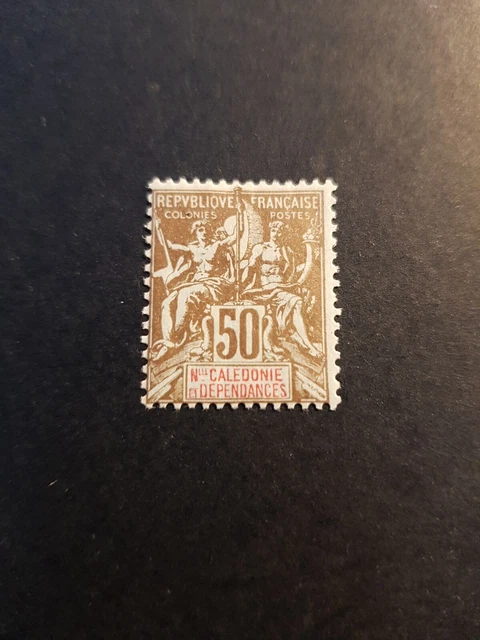 REPVBLIQVE FRANÇAISE
COLONIES POSTES
50
NLLE CALEDONIE
ET DEPENDANCES